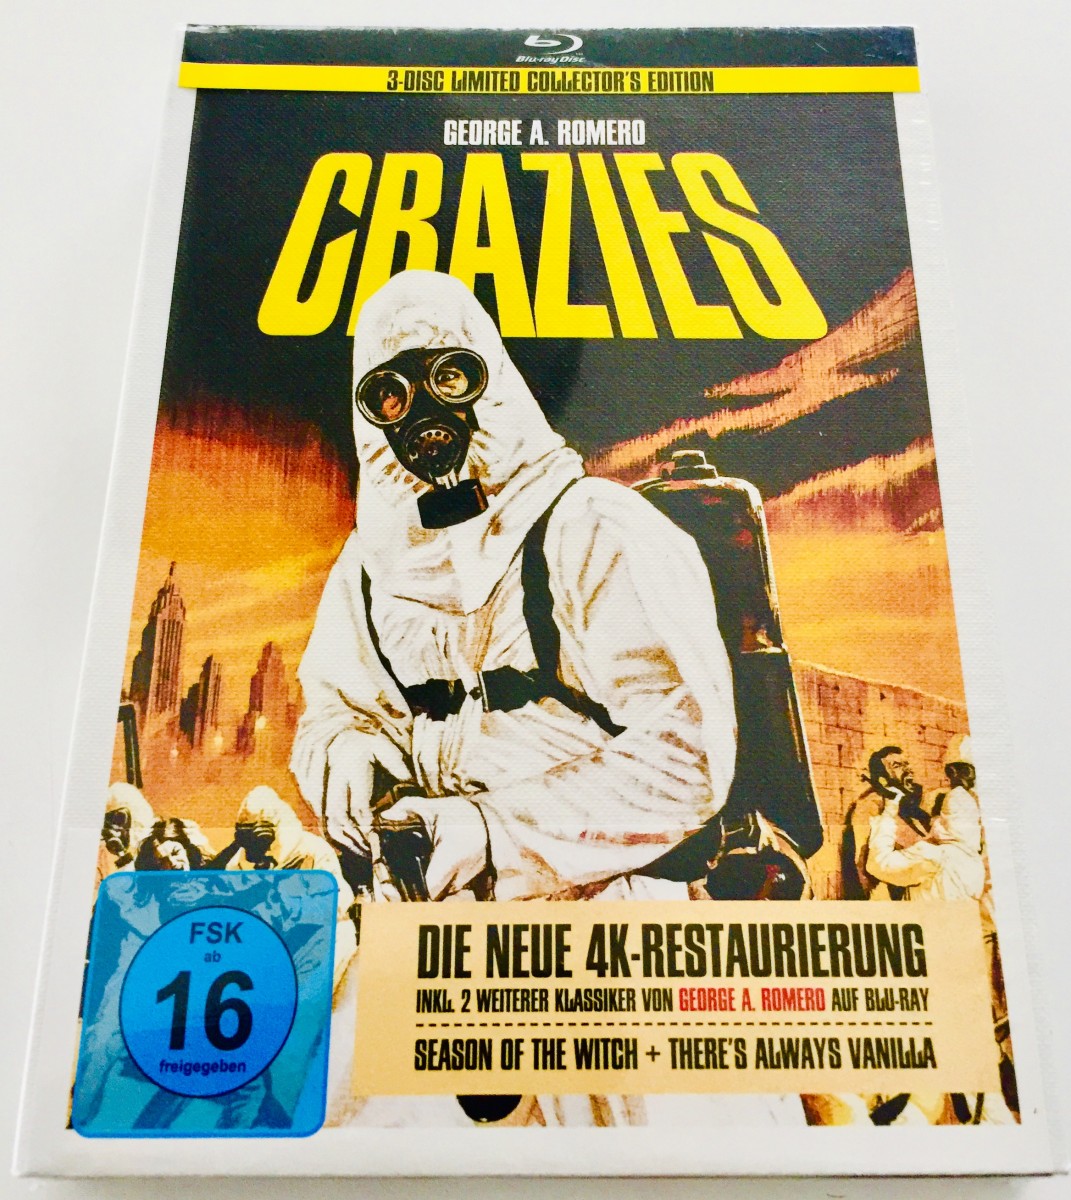 Blu-ray Disc
3-DISC LIMITED COLLECTOR'S EDITION
GEORGE A. ROMERO
CRAZIES
FSK
ab
16
freigegeben
DIE NEUE 4K-RESTAURIERUNG
INKL. 2 WEITERER KLASSIKER VON GEORGE A. ROMERO AUF BLU-RAY
SEASON OF THE WITCH + THERE'S ALWAYS VANILLA